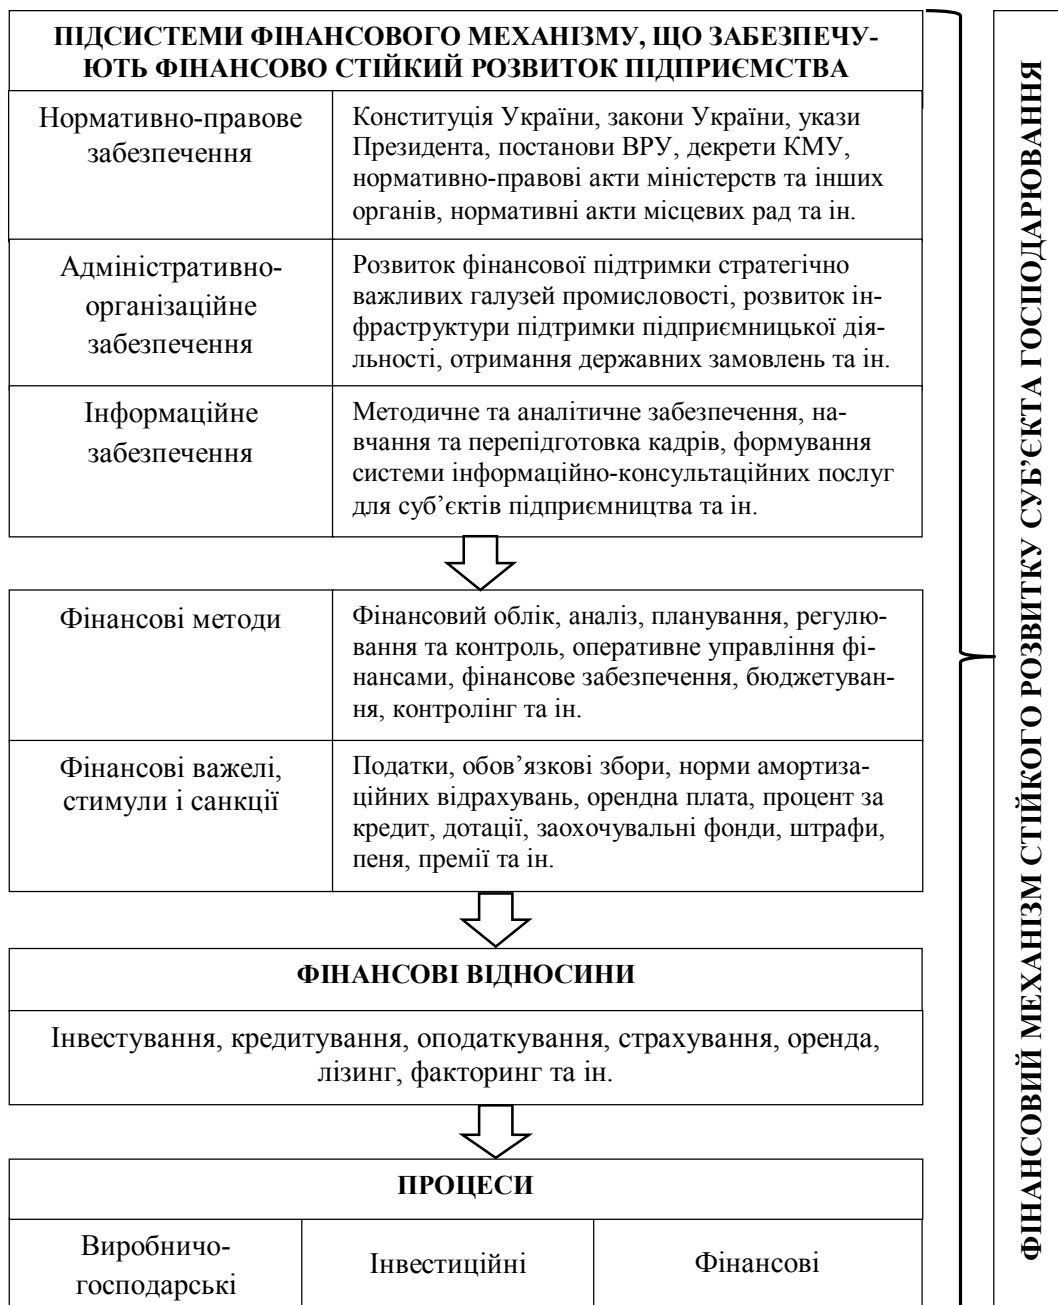 ПІДСИСТЕМИ ФІНАНСОВОГО МЕХАНІЗМУ, ЩО ЗАБЕЗПЕЧУ-
ЮТЬ ФІНАНСОВО СТІЙКИЙ РОЗВИТОК ПІДПРИЄМСТВА
Нормативно-правове
забезпечення
Конституція України, закони України, укази
Президента, постанови ВРУ, декрети КМУ,
нормативно-правові акти міністерств та інших
органів, нормативні акти місцевих рад та ін.
Адміністративно-
організаційне
забезпечення
Розвиток фінансової підтримки стратегічно
важливих галузей промисловості, розвиток ін-
фраструктури підтримки підприємницької дія-
льності, отримання державних замовлень та ін.
Інформаційне
забезпечення
Методичне та аналітичне забезпечення, на-
вчання та перепідготовка кадрів, формування
системи інформаційно-консультаційних послуг
для суб’єктів підприємництва та ін.
Фінансові методи
Фінансовий облік, аналіз, планування, регулю-
вання та контроль, оперативне управління фі-
нансами, фінансове забезпечення, бюджетуван-
ня, контролінг та ін.
Фінансові важелі,
стимули і санкції
Податки, обов’язкові збори, норми амортиза-
ційних відрахувань, орендна плата, процент за
кредит, дотації, заохочувальні фонди, штрафи,
пеня, премії та ін.
ФІНАНСОВІ ВІДНОСИНИ
Інвестування, кредитування, оподаткування, страхування, оренда,
лізинг, факторинг та ін.
ПРОЦЕСИ
Виробничо-
господарські
Інвестиційні
Фінансові
ФІНАНСОВИЙ МЕХАНІЗМ СТІЙКОГО РОЗВИТКУ СУБ’ЄКТА ГОСПОДАРЮВАННЯ